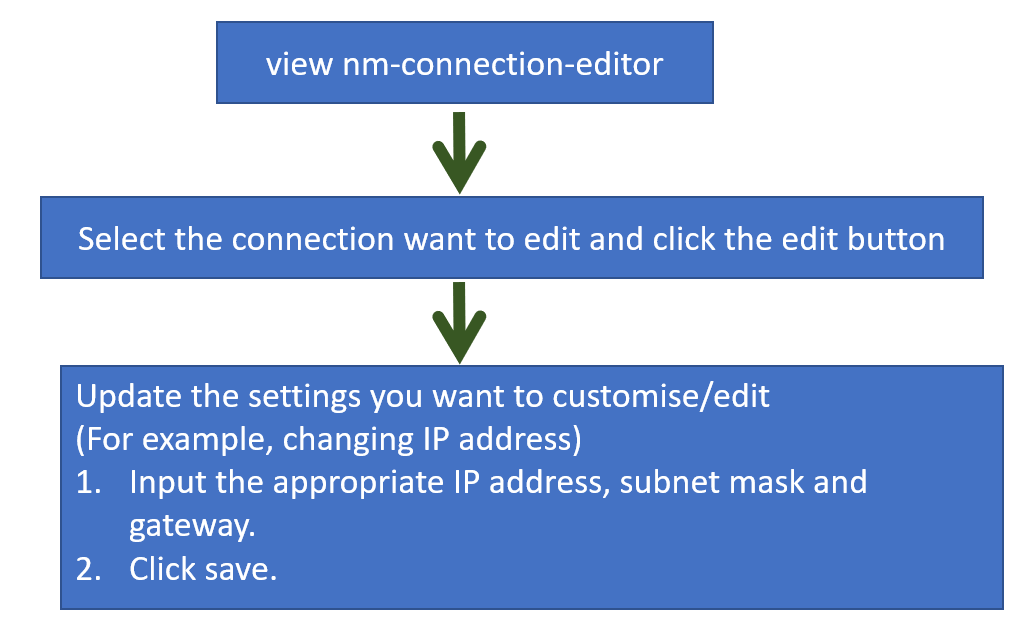 view nm-connection-editor
Select the connection want to edit and click the edit button
Update the settings you want to customise/edit
(For example, changing IP address)
1. Input the appropriate IP address, subnet mask and
gateway.
2. Click save.